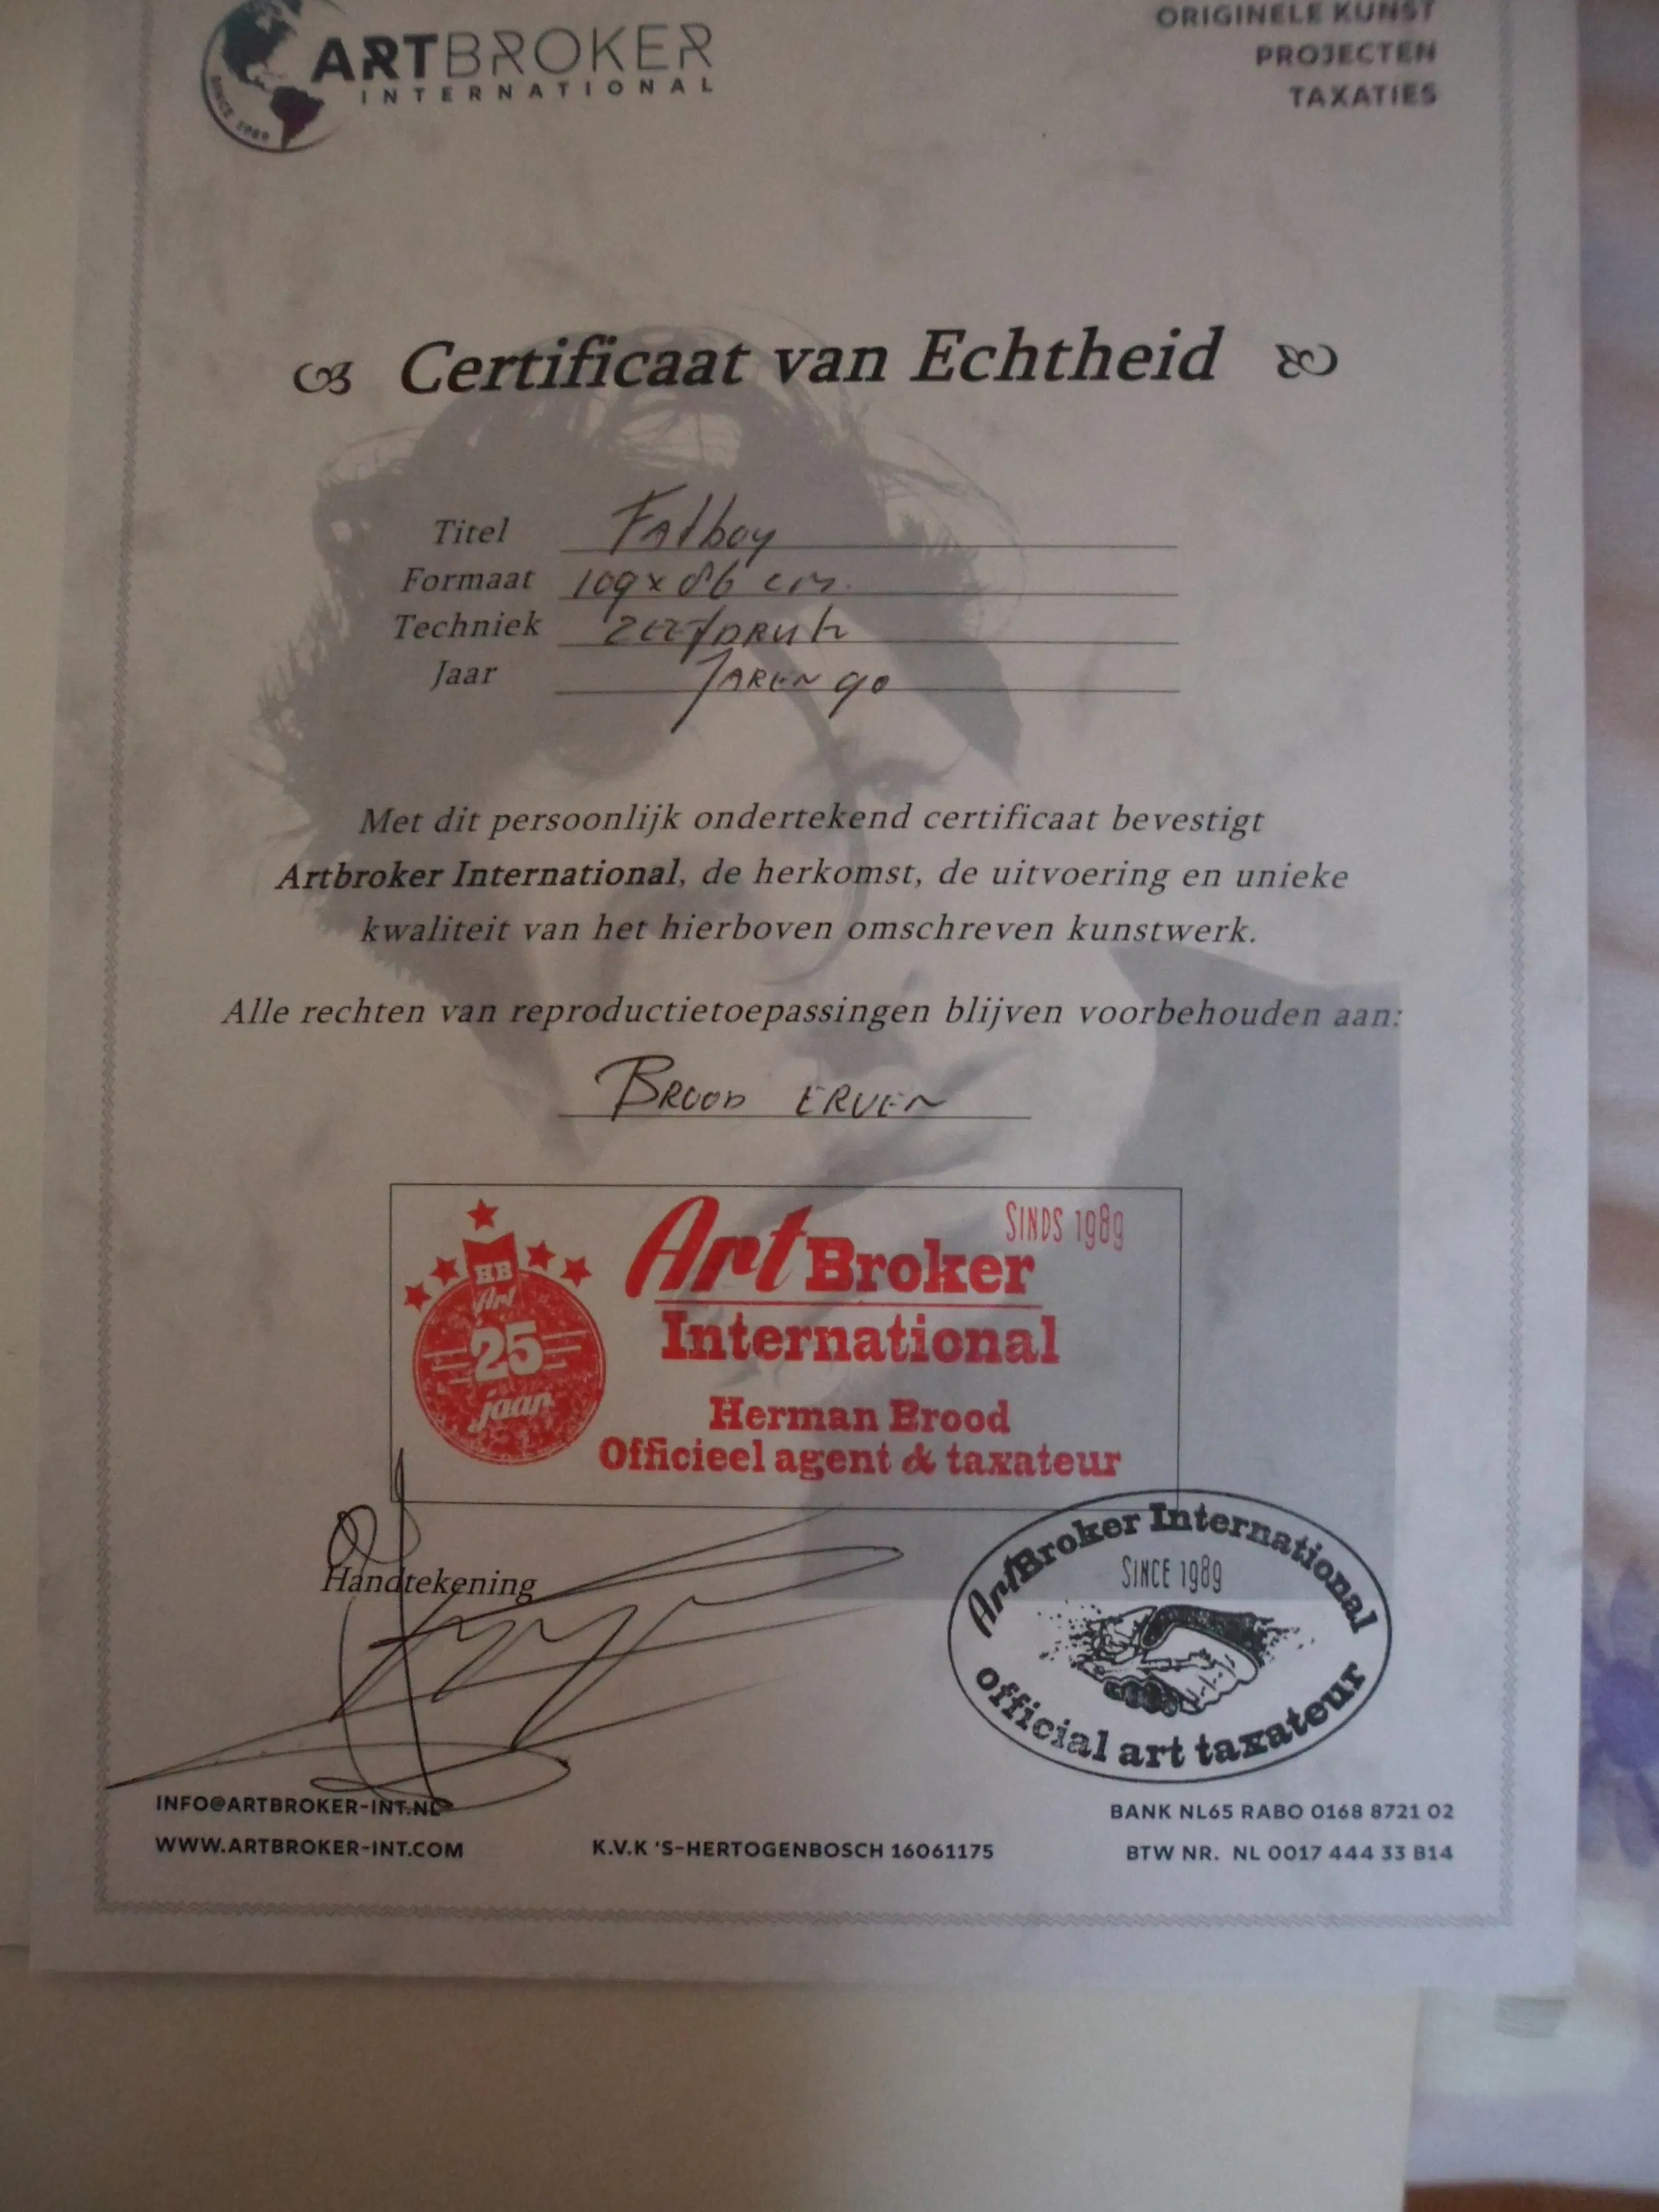 ARTBROKER
INTERNATIONAL
SINCE 1989
ORIGINELE KUNST
PROJECTEN
TAXATIES
Certificaat van Echtheid
Titel Fatboy
Formaat 109 x 86 cm.
Techniek ZEEFDRUK
Jaar JAREN 90
Met dit persoonlijk ondertekend certificaat bevestigt
Artbroker International, de herkomst, de uitvoering en unieke
kwaliteit van het hierboven omschreven kunstwerk.
Alle rechten van reproductietoepassingen blijven voorbehouden aan:
BROOD ERVEN
HB
Art
25
jaar
SINDS 1989
Art Broker
International
Herman Brood
Officieel agent & taxateur
Handtekening
ArtBroker International
SINCE 1989
official art taxateur
INFO@ARTBROKER-INT.NL
WWW.ARTBROKER-INT.COM
K.V.K 'S-HERTOGENBOSCH 16061175
BANK NL65 RABO 0168 8721 02
BTW NR. NL 0017 444 33 B14